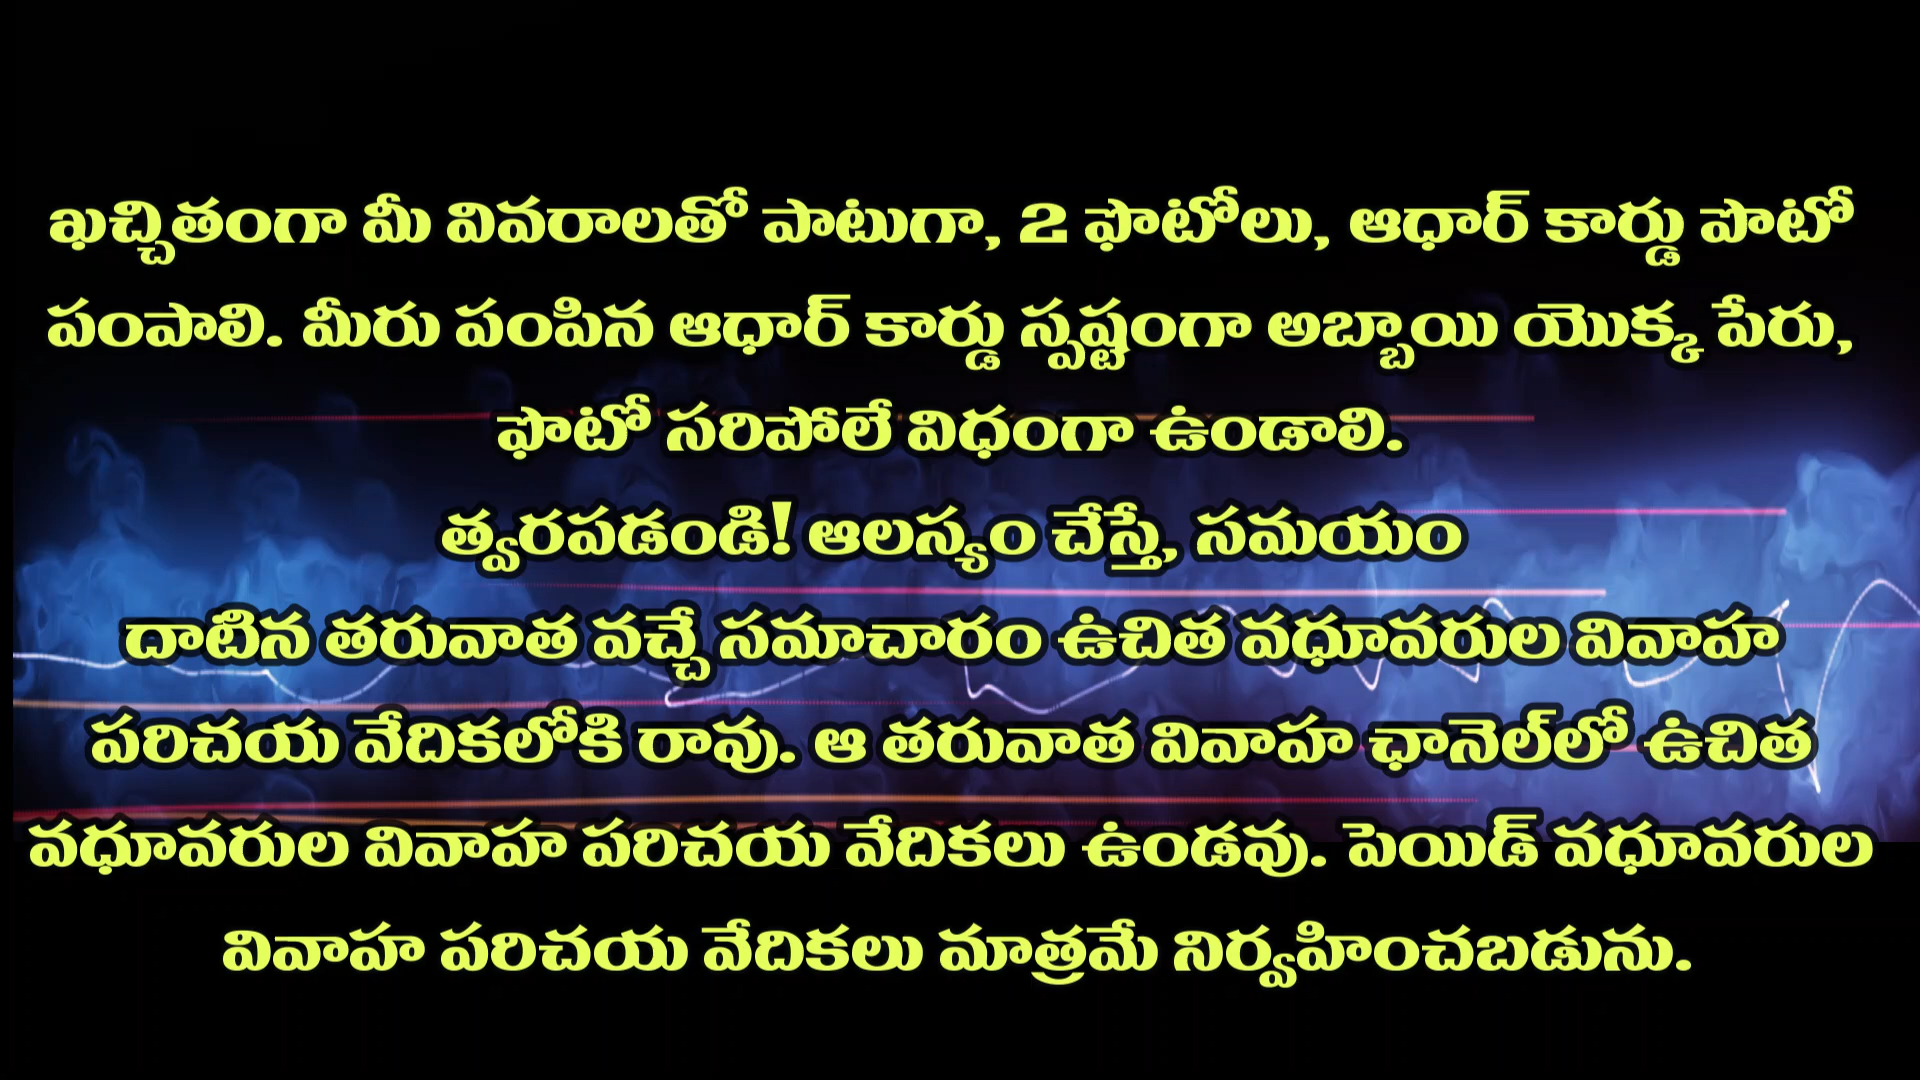 ఖచ్చితంగా మీ వివరాలతో పాటుగా, 2 ఫొటోలు, ఆధార్ కార్డు పొటో
పంపాలి. మీరు పంపిన ఆధార్ కార్డు స్పష్టంగా అబ్బాయి యొక్క పేరు,
ఫొటో సరిపోలే విధంగా ఉండాలి.
త్వరపడండి! ఆలస్యం చేస్తే, సమయం
దాటిన తరువాత వచ్చే సమాచారం ఉచిత వధూవరుల వివాహ
పరిచయ వేదికలోకి రావు. ఆ తరువాత వివాహ ఛానెల్‌లో ఉచిత
వధూవరుల వివాహ పరిచయ వేదికలు ఉండవు. పెయిడ్ వధూవరుల
వివాహ పరిచయ వేదికలు మాత్రమే నిర్వహించబడును.